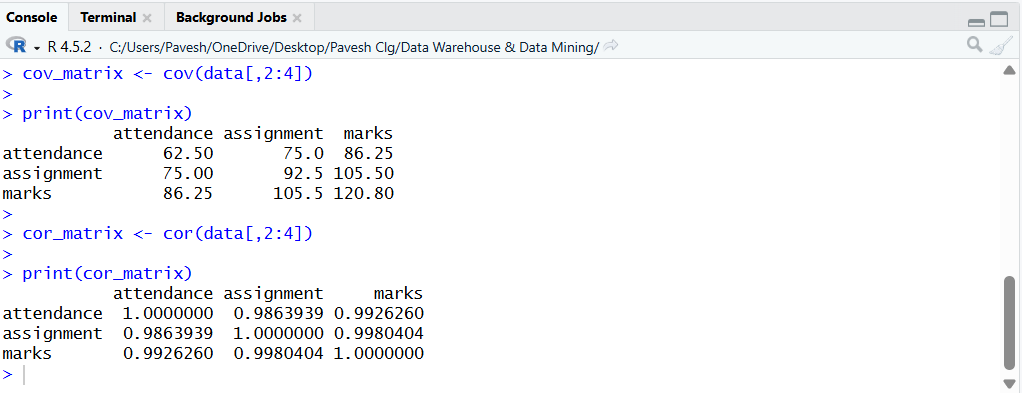 Console Terminal Background Jobs
R R 4.5.2 · C:/Users/Pavesh/OneDrive/Desktop/Pavesh Clg/Data Warehouse & Data Mining/
> cov_matrix <- cov(data[,2:4])
>
> print(cov_matrix)
           attendance assignment  marks
attendance      62.50       75.0  86.25
assignment      75.00       92.5 105.50
marks           86.25      105.5 120.80
>
> cor_matrix <- cor(data[,2:4])
>
> print(cor_matrix)
           attendance assignment     marks
attendance  1.0000000  0.9863939 0.9926260
assignment  0.9863939  1.0000000 0.9980404
marks       0.9926260  0.9980404 1.0000000
>